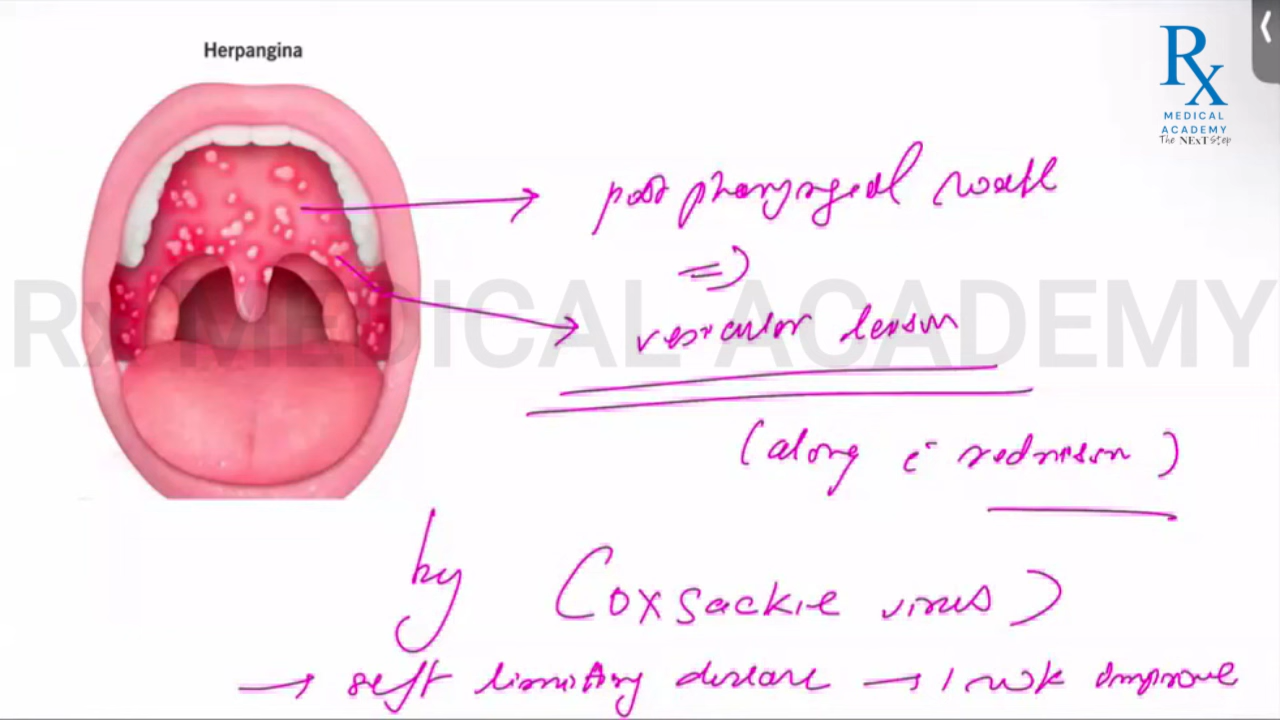 Herpangina
Rx
MEDICAL
ACADEMY
The NExT Step
post pharyngeal wall
=>
vesicular lesion
Rx MEDICAL ACADEMY
(along c̄ redness)
by (Coxsackie virus)
→ self limiting disease → 1 wk improve